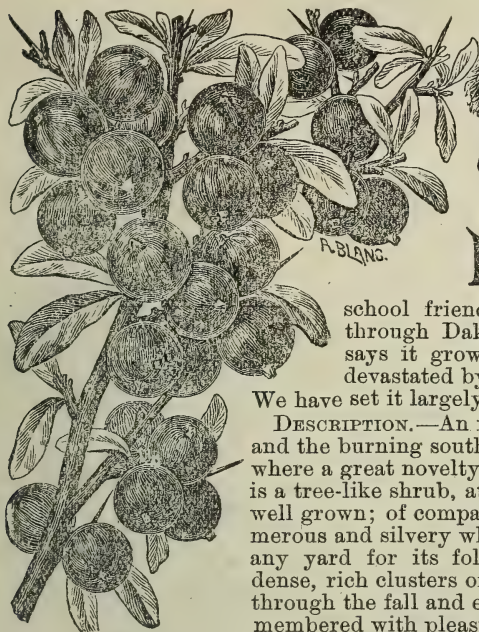 A. BLANC.
school friend
through Dak
says it grow
devastated by
We have set it largely
DESCRIPTION.—An
and the burning south
where a great novelty
is a tree-like shrub, a
well grown; of compa
merous and silvery wh
any yard for its fol
dense, rich clusters o
through the fall and e
membered with pleas